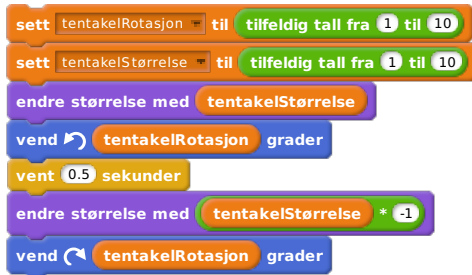 sett tentakelRotasjon til tilfeldig tall fra 1 til 10
sett tentakelStørrelse til tilfeldig tall fra 1 til 10
endre størrelse med tentakelStørrelse
vend tentakelRotasjon grader
vent 0.5 sekunder
endre størrelse med tentakelStørrelse * -1
vend tentakelRotasjon grader